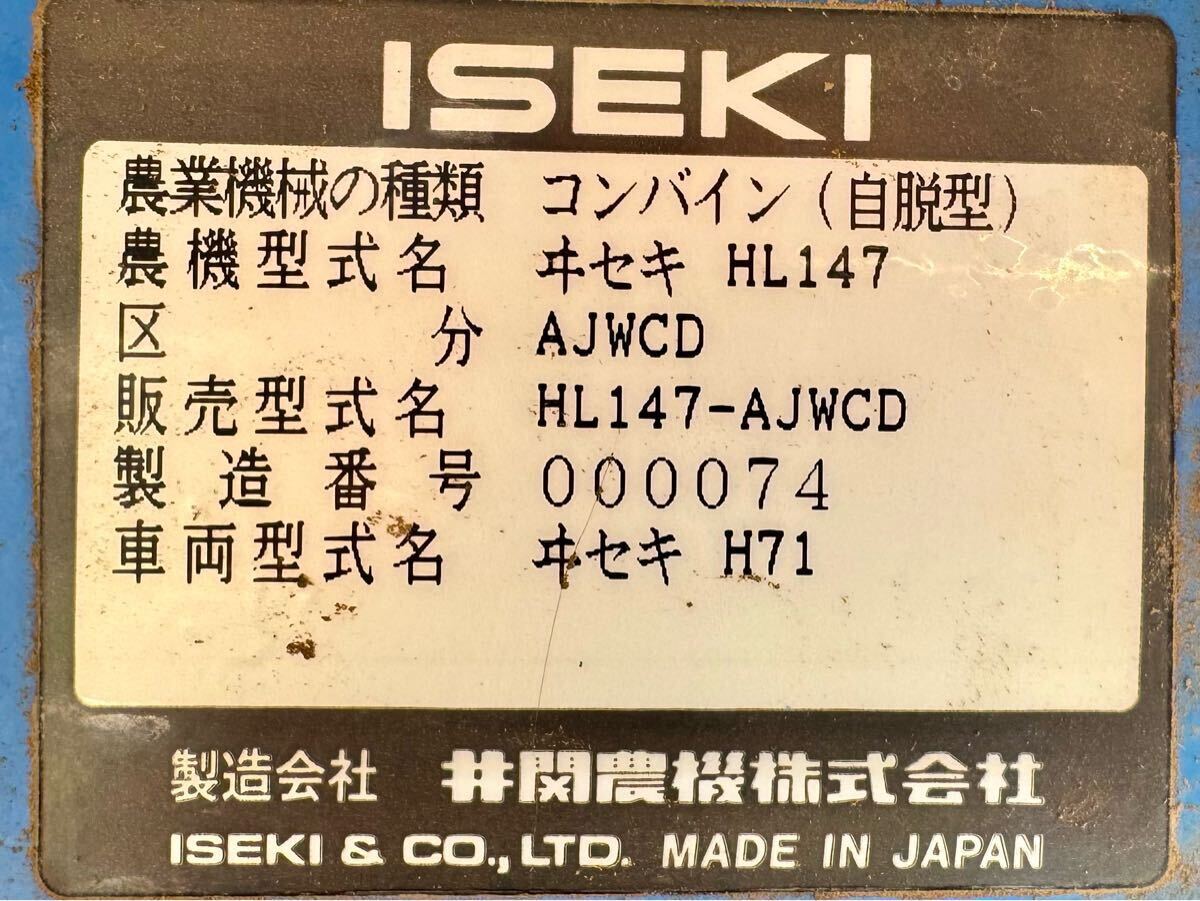 ISEKI
農業機械の種類 コンバイン(自脱型)
農機型式名 ヰセキ HL147
区分 AJWCD
販売型式名 HL147-AJWCD
製造番号 000074
車両型式名 ヰセキ H71
製造会社 井関農機株式会社
ISEKI & CO., LTD. MADE IN JAPAN